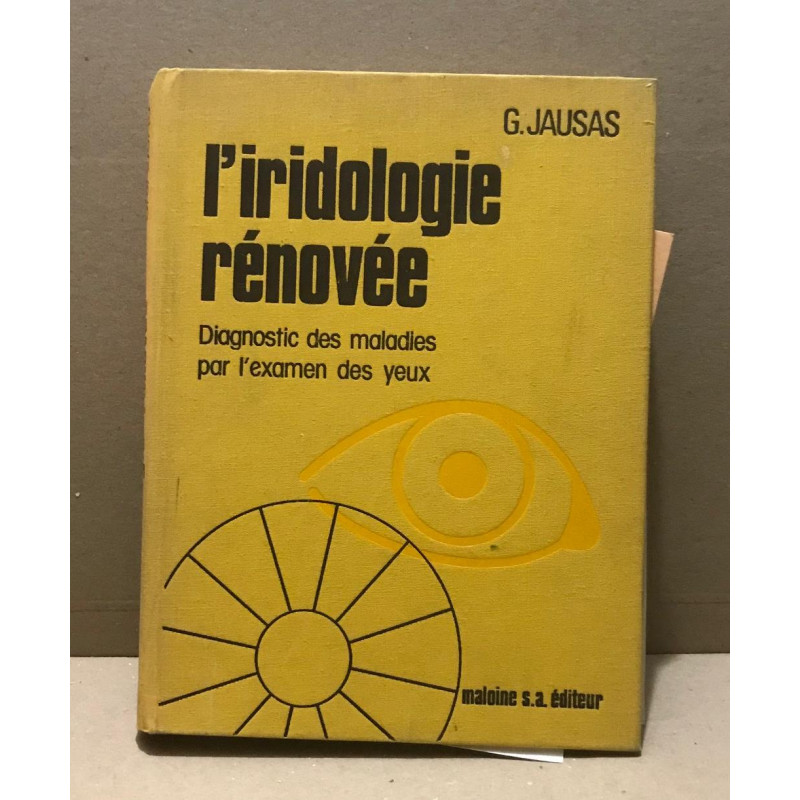 G. JAUSAS
l'iridologie
rénovée
Diagnostic des maladies
par l'examen des yeux
maloine s.a. éditeur